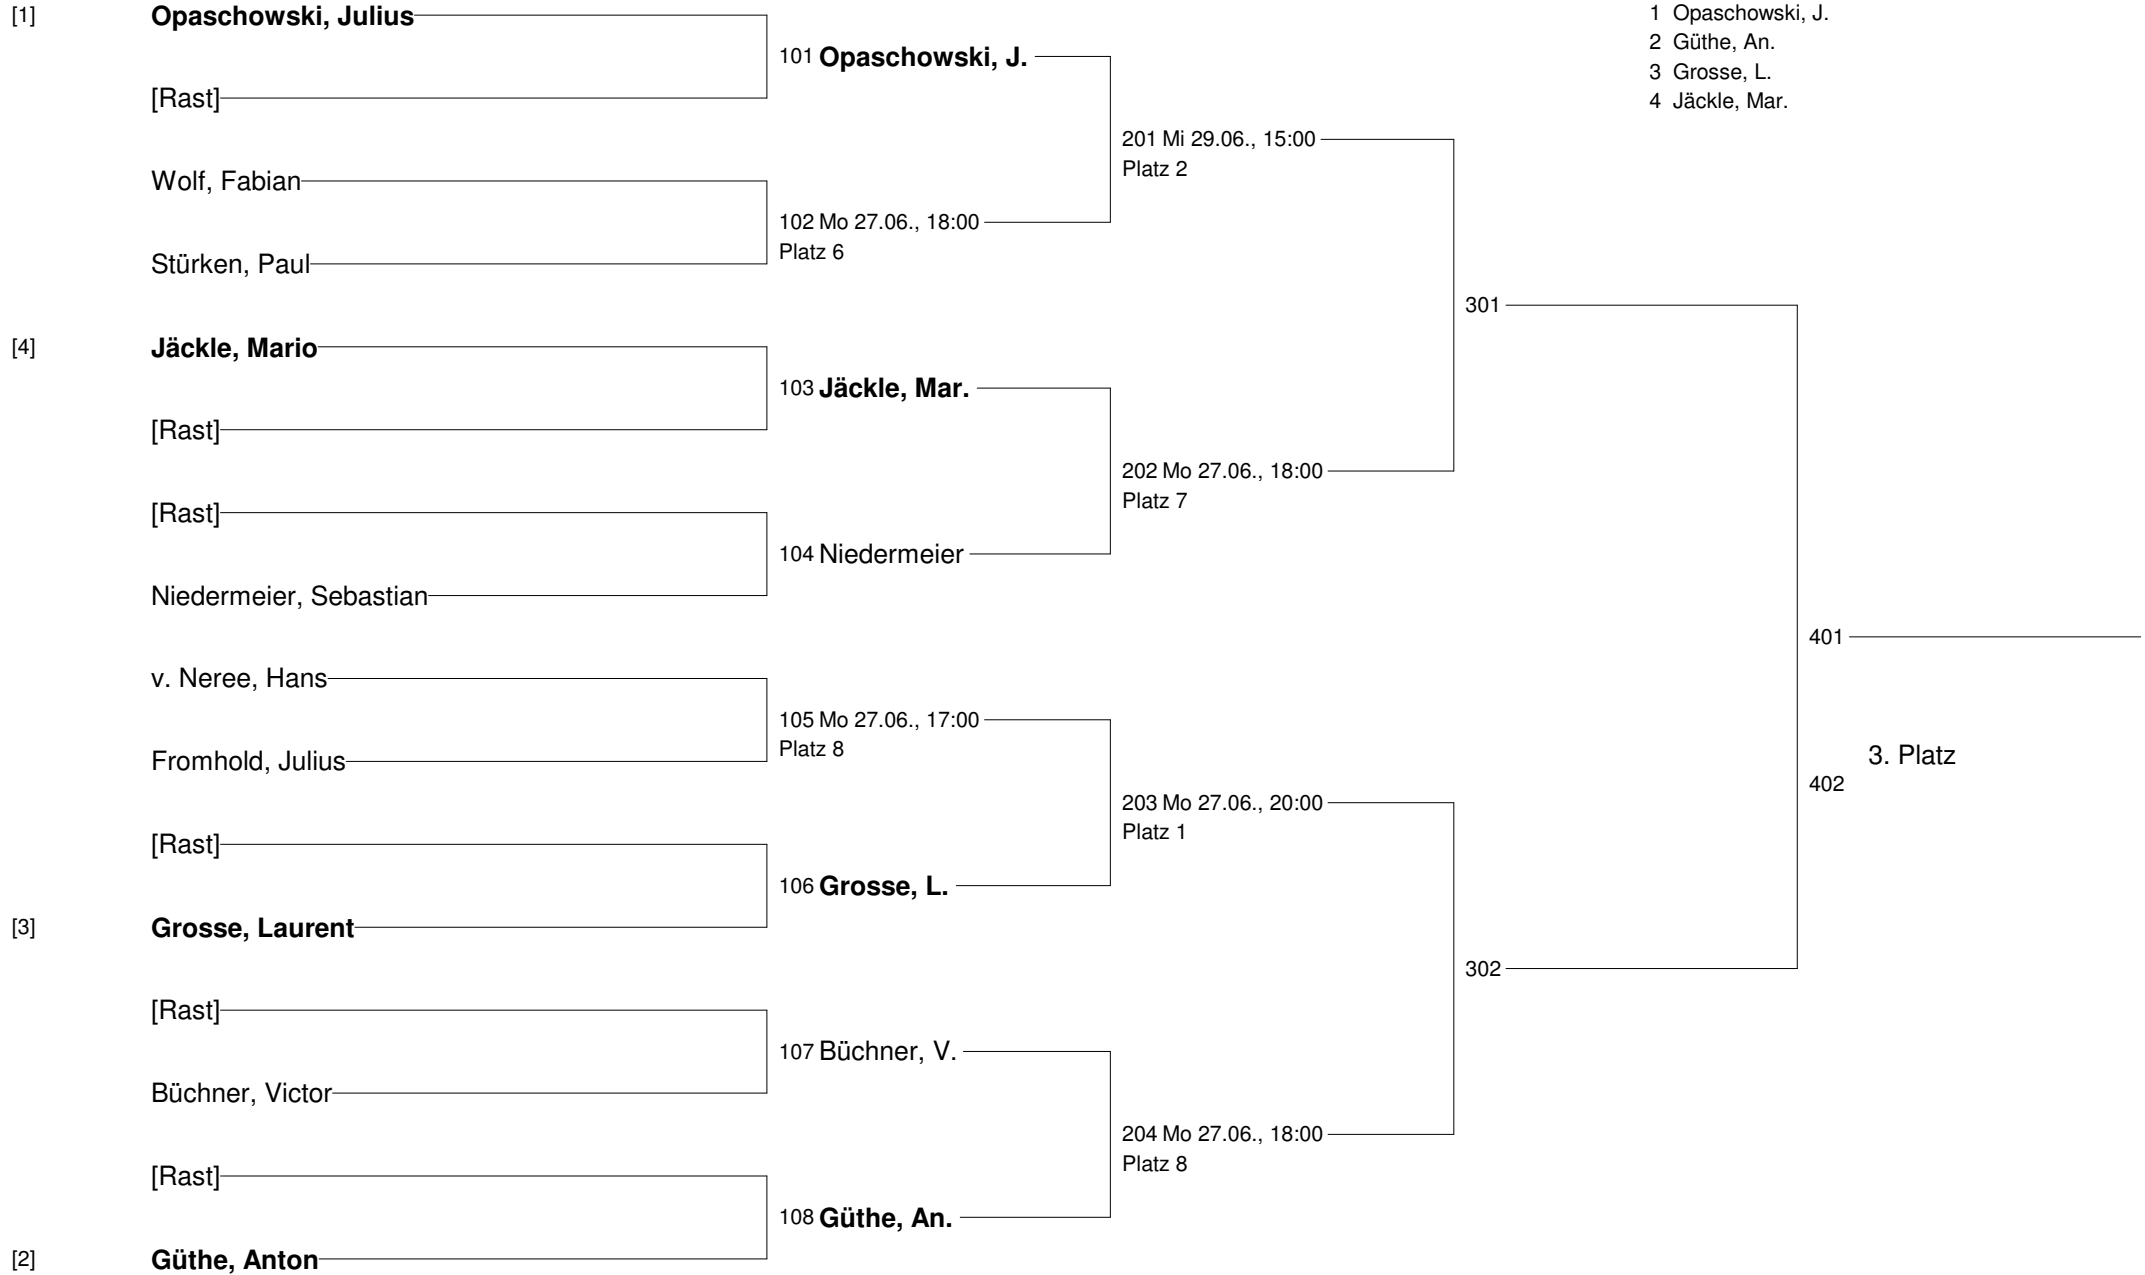 [1] Opaschowski, Julius
[Rast]
Wolf, Fabian
Stürken, Paul
[4] Jäckle, Mario
[Rast]
[Rast]
Niedermeier, Sebastian
v. Neree, Hans
Fromhold, Julius
[Rast]
[3] Grosse, Laurent
[Rast]
Büchner, Victor
[Rast]
[2] Güthe, Anton
101 Opaschowski, J.
102 Mo 27.06., 18:00
Platz 6
103 Jäckle, Mar.
104 Niedermeier
105 Mo 27.06., 17:00
Platz 8
106 Grosse, L.
107 Büchner, V.
108 Güthe, An.
201 Mi 29.06., 15:00
Platz 2
202 Mo 27.06., 18:00
Platz 7
203 Mo 27.06., 20:00
Platz 1
204 Mo 27.06., 18:00
Platz 8
301
302
401
3. Platz
402
1 Opaschowski, J.
2 Güthe, An.
3 Grosse, L.
4 Jäckle, Mar.